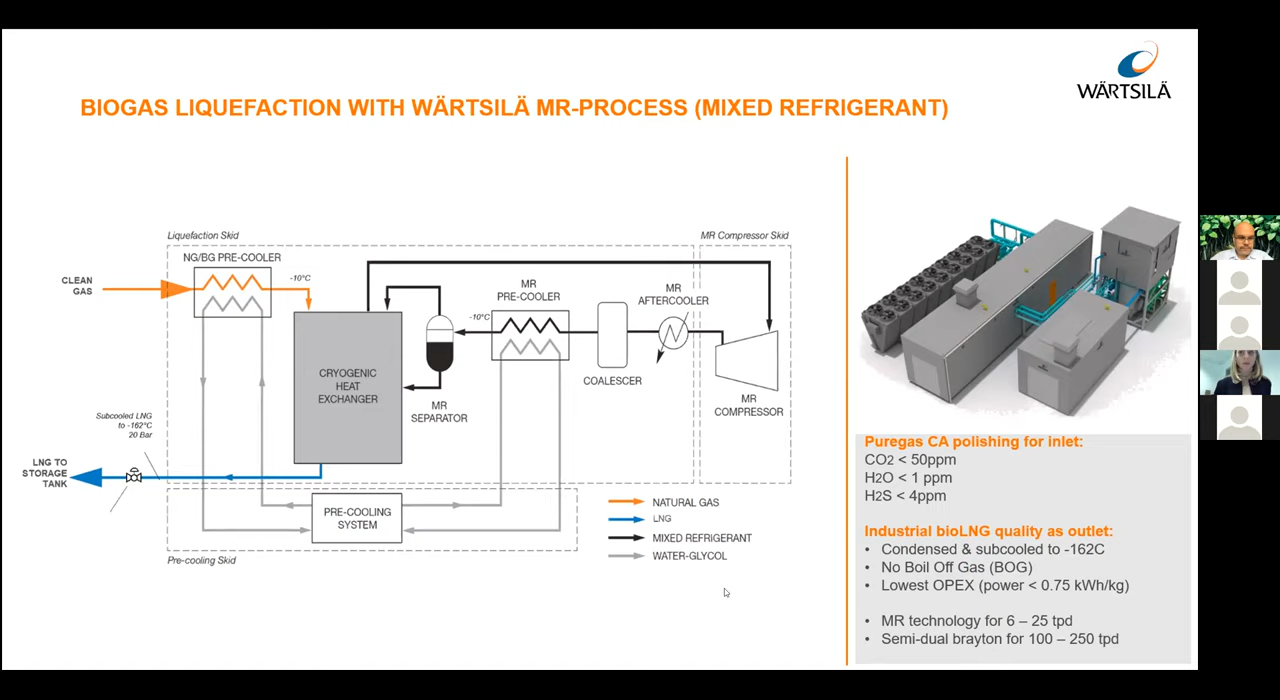 WÄRTSILÄ
BIOGAS LIQUEFACTION WITH WÄRTSILÄ MR-PROCESS (MIXED REFRIGERANT)
Liquefaction Skid
MR Compressor Skid
NG/BG PRE-COOLER
CLEAN
GAS
-10°C
MR
PRE-COOLER
MR
AFTERCOOLER
-10°C
COALESCER
CRYOGENIC
HEAT
EXCHANGER
MR
SEPARATOR
MR
COMPRESSOR
Subcooled LNG
to -162°C
20 Bar
LNG TO
STORAGE
TANK
PRE-COOLING
SYSTEM
Pre-cooling Skid
NATURAL GAS
LNG
MIXED REFRIGERANT
WATER-GLYCOL
Puregas CA polishing for inlet:
CO2 < 50ppm
H2O < 1 ppm
H2S < 4ppm
Industrial bioLNG quality as outlet:
• Condensed & subcooled to -162C
• No Boil Off Gas (BOG)
• Lowest OPEX (power < 0.75 kWh/kg)
• MR technology for 6 – 25 tpd
• Semi-dual brayton for 100 – 250 tpd